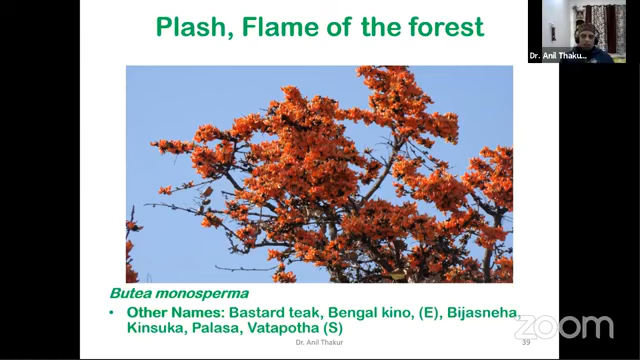 Plash, Flame of the forest
Dr. Anil Thaku...
Butea monosperma
• Other Names: Bastard teak, Bengal kino, (E), Bijasneha,
Kinsuka, Palasa, Vatapotha (S)
Dr. Anil Thakur
39
zoom